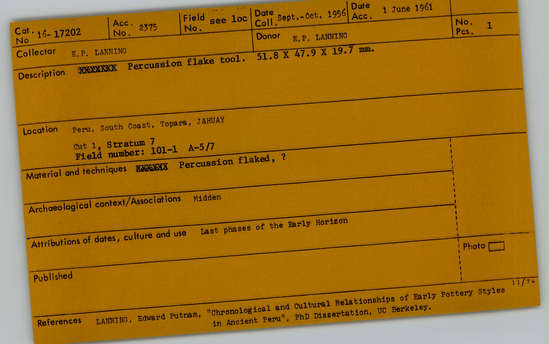 Cat. No 16-17202 Acc. No. 2375 Field No. see loc Date Coll. Sept.-Oct. 1956 Date Acc. 1 June 1961
Collector E.P. LANNING Donor E.P. LANNING No. Pcs. 1
Description Percussion flake tool. 51.8 X 47.9 X 19.7 mm.
Location Peru, South Coast, Topara, JAHUAY
Cut 1, Stratum 7
Field number: 101-1 A-5/7
Material and techniques Percussion flaked, ?
Archaeological context/Associations Midden
Attributions of dates, culture and use Last phases of the Early Horizon
Photo
Published
11/74
References LANNING, Edward Putnam, "Chronological and Cultural Relationships of Early Pottery Styles
in Ancient Peru", PhD Dissertation, UC Berkeley.